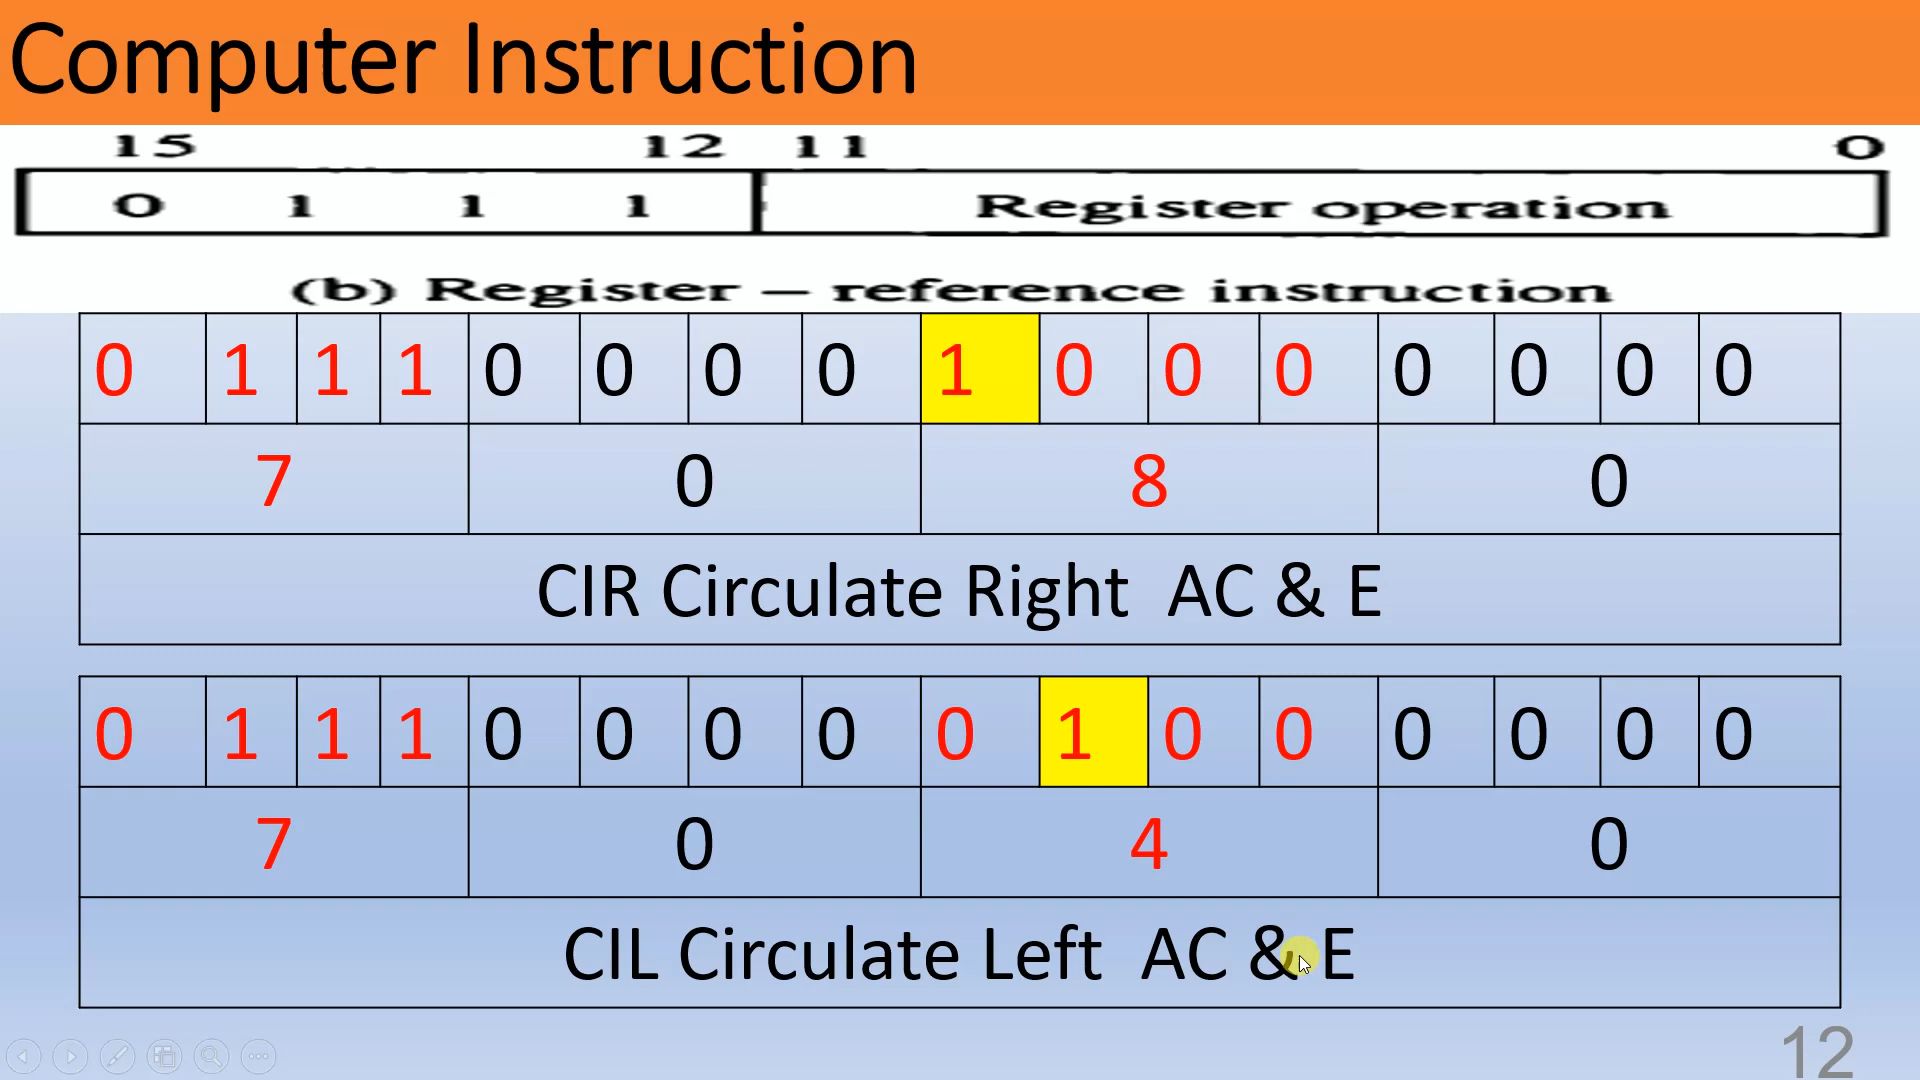 Computer Instruction
15 12 11 0
0 1 1 1 Register operation
(b) Register – reference instruction
0 1 1 1 0 0 0 0 1 0 0 0 0 0 0 0
7 0 8 0
CIR Circulate Right AC & E
0 1 1 1 0 0 0 0 0 1 0 0 0 0 0 0
7 0 4 0
CIL Circulate Left AC & E
12